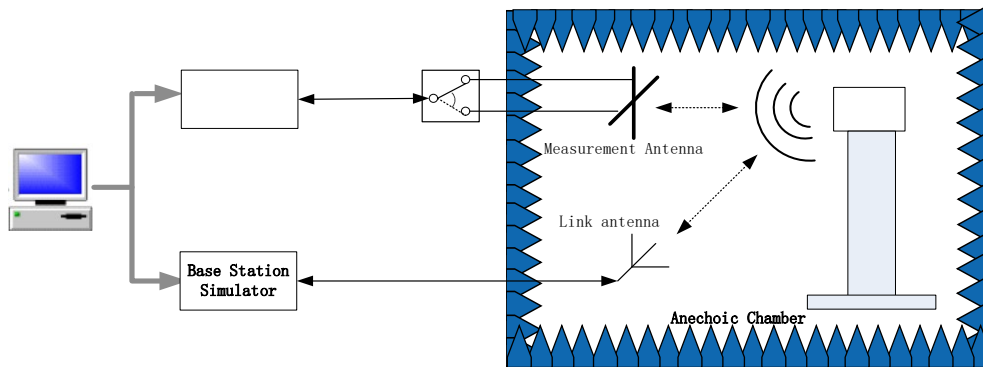 Measurement Antenna
Link antenna
Base Station
Simulator
Anechoic Chamber